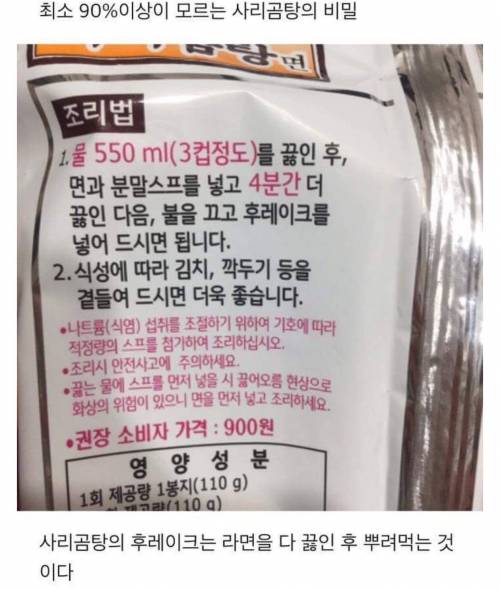 최소 90%이상이 모르는 사리곰탕의 비밀
곰탕면
조리법
1.물 550 ml(3컵정도)를 끓인 후,
면과 분말스프를 넣고 4분간 더
끓인 다음, 불을 끄고 후레이크를
넣어 드시면 됩니다.
2.식성에 따라 김치, 깍두기 등을
곁들여 드시면 더욱 좋습니다.
•나트륨(식염) 섭취를 조절하기 위하여 기호에 따라
적정량의 스프를 첨가하여 조리하십시오.
•조리시 안전사고에 주의하세요.
•끓는 물에 스프를 먼저 넣을 시 끓어오름 현상으로
화상의 위험이 있으니 면을 먼저 넣고 조리하세요.
•권장 소비자 가격 : 900원
영 양 성 분
1회 제공량 1봉지(110 g)
제공량(110 g)
사리곰탕의 후레이크는 라면을 다 끓인 후 뿌려먹는 것
이다